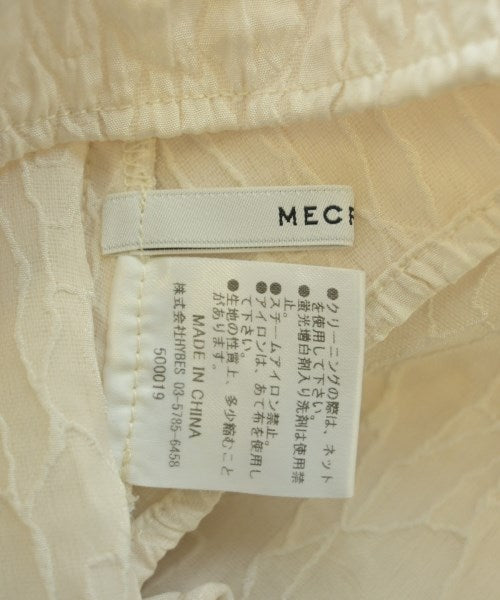 MECR
●クリーニングの際は、ネット
を使用して下さい。
●蛍光増白剤入り洗剤は使用禁
止。
●スチームアイロン禁止。
●アイロンは、あて布を使用し
て下さい。
●生地の性質上、多少縮むこと
があります。
MADE IN CHINA
株式会社HYBES 03-5785-6458
500019